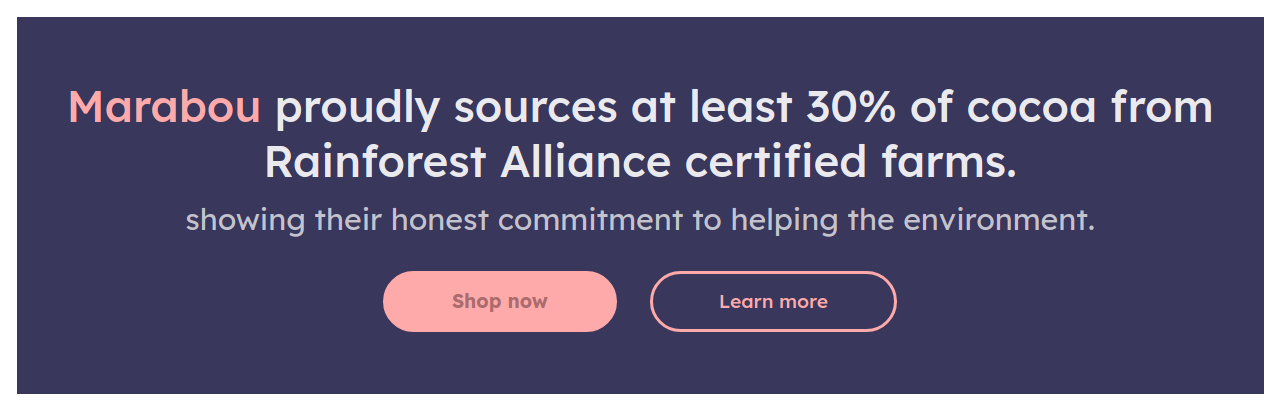 Marabou proudly sources at least 30% of cocoa from
Rainforest Alliance certified farms.
showing their honest commitment to helping the environment.
Shop now
Learn more